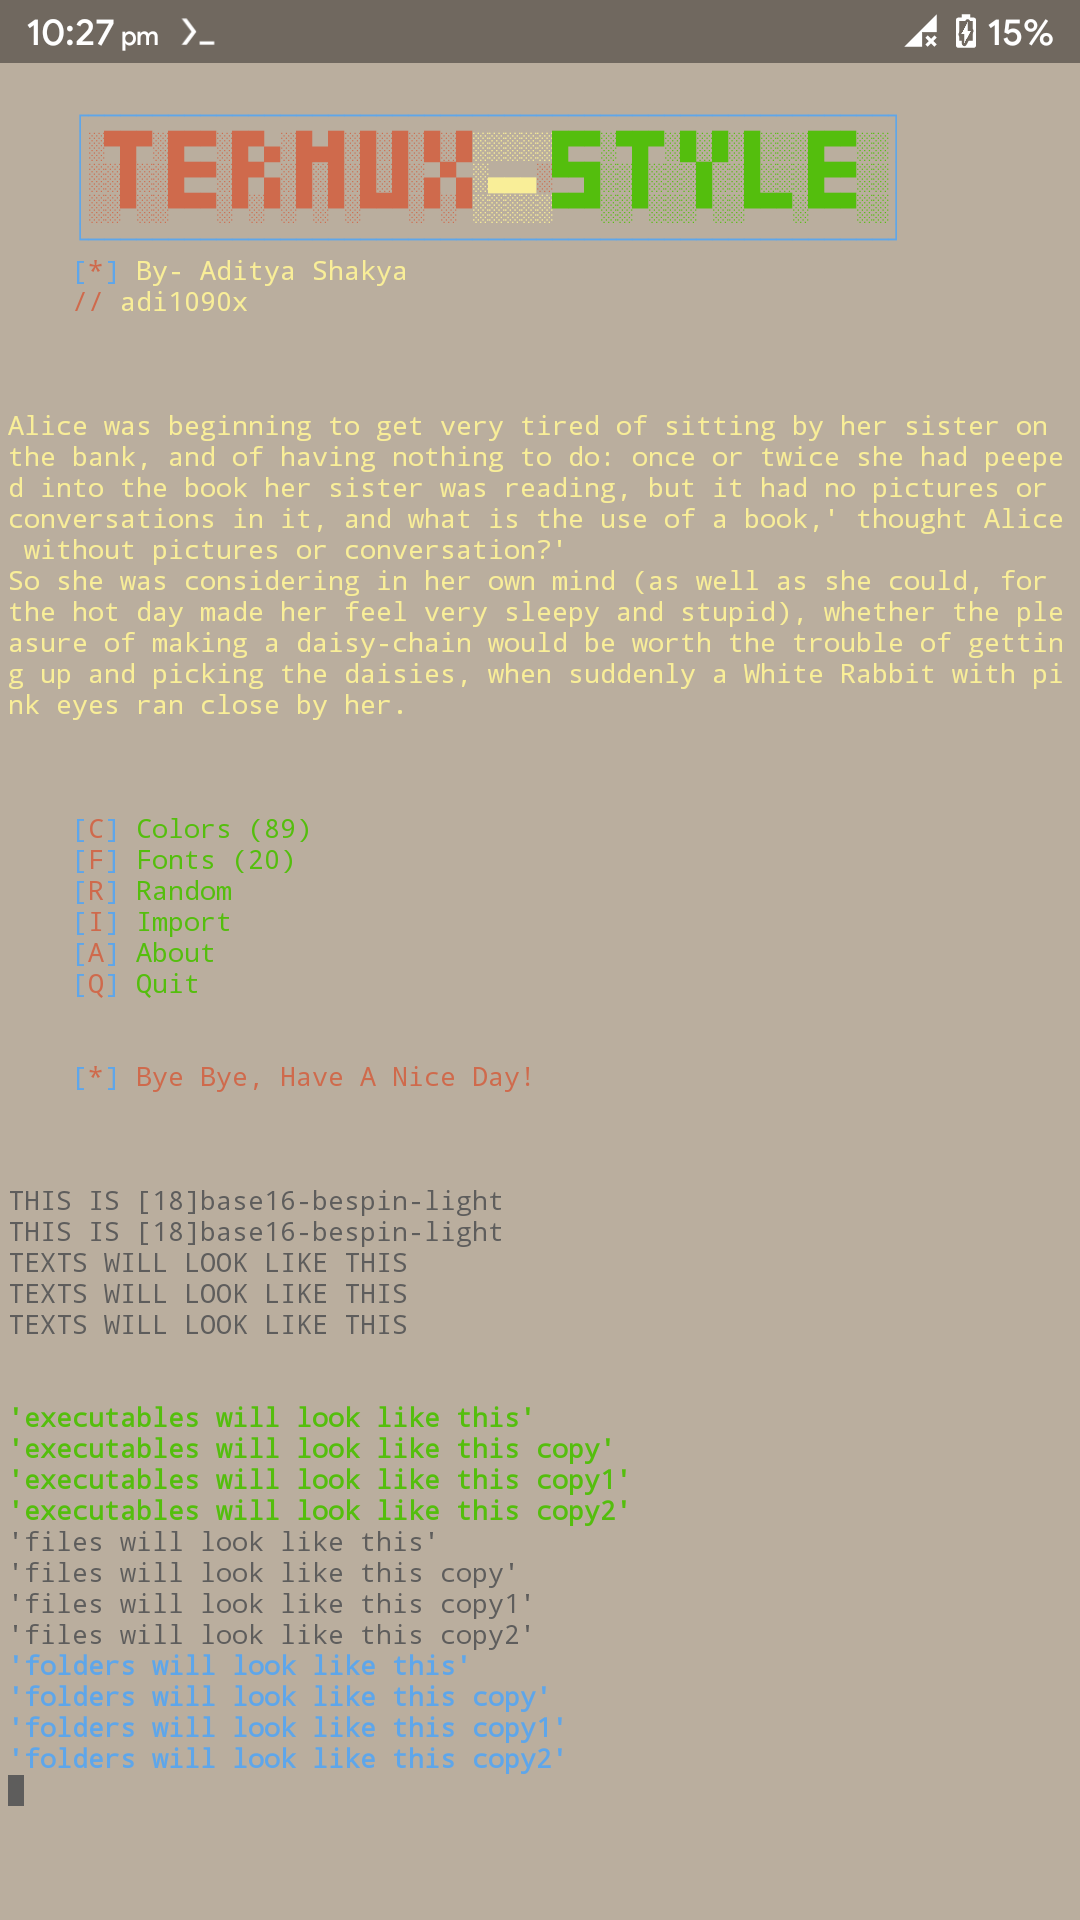 10:27 pm 15%
TERMUX_STYLE
[*] By- Aditya Shakya
// adi1090x
Alice was beginning to get very tired of sitting by her sister on
the bank, and of having nothing to do: once or twice she had peepe
d into the book her sister was reading, but it had no pictures or
conversations in it, and what is the use of a book,' thought Alice
without pictures or conversation?'
So she was considering in her own mind (as well as she could, for
the hot day made her feel very sleepy and stupid), whether the ple
asure of making a daisy-chain would be worth the trouble of gettin
g up and picking the daisies, when suddenly a White Rabbit with pi
nk eyes ran close by her.
[C] Colors (89)
[F] Fonts (20)
[R] Random
[I] Import
[A] About
[Q] Quit
[*] Bye Bye, Have A Nice Day!
THIS IS [18]base16-bespin-light
THIS IS [18]base16-bespin-light
TEXTS WILL LOOK LIKE THIS
TEXTS WILL LOOK LIKE THIS
TEXTS WILL LOOK LIKE THIS
'executables will look like this'
'executables will look like this copy'
'executables will look like this copy1'
'executables will look like this copy2'
'files will look like this'
'files will look like this copy'
'files will look like this copy1'
'files will look like this copy2'
'folders will look like this'
'folders will look like this copy'
'folders will look like this copy1'
'folders will look like this copy2'